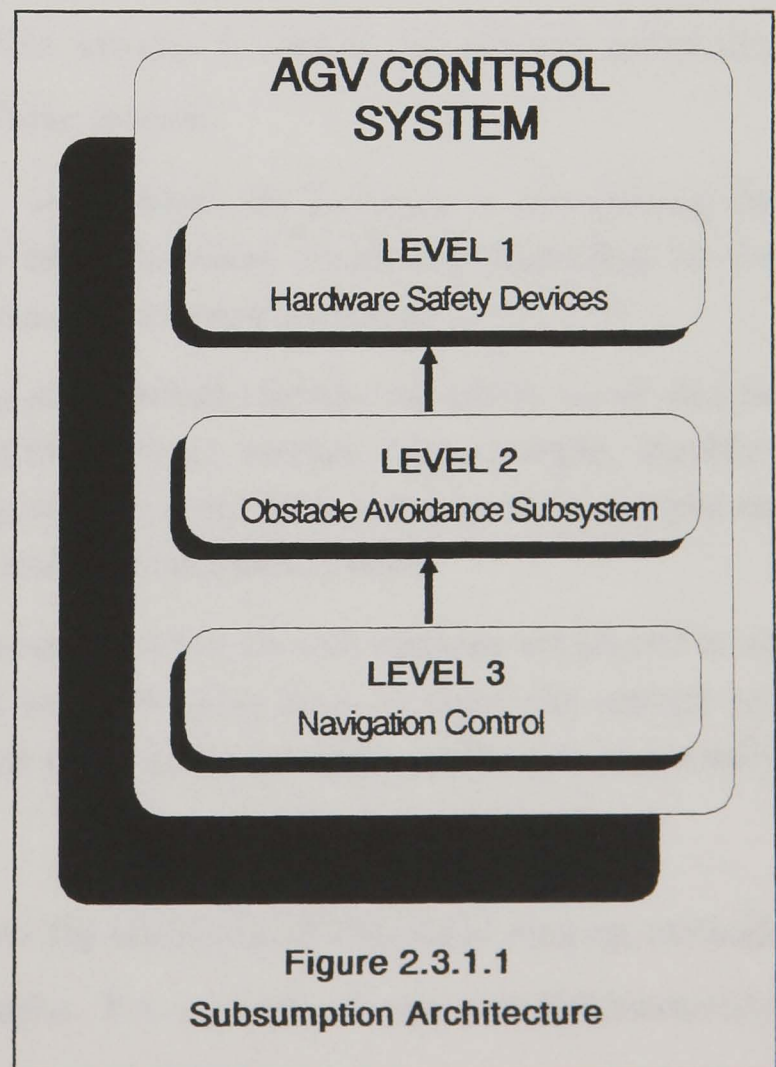 AGV CONTROL
SYSTEM
LEVEL 1
Hardware Safety Devices
LEVEL 2
Obstacle Avoidance Subsystem
LEVEL 3
Navigation Control
Figure 2.3.1.1
Subsumption Architecture